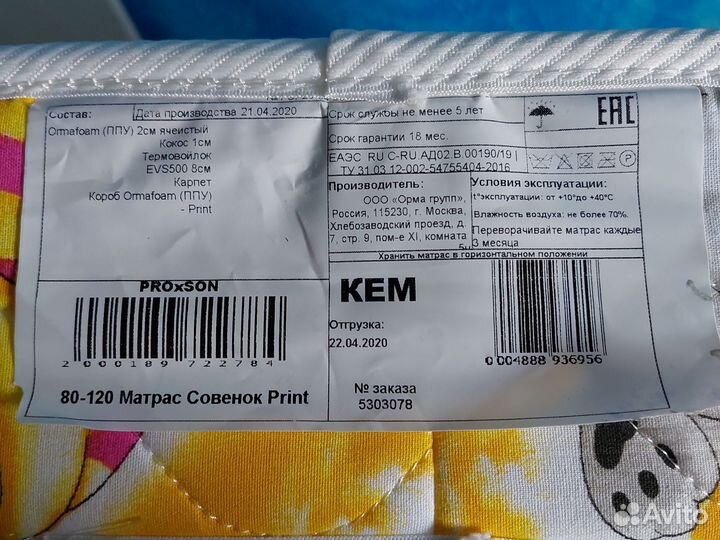 Состав:
Дата производства 21.04.2020
Ormafoam (ППУ) 2см ячеистый
Кокос 1см
Термовойлок
EVS500 8см
Карпет
Короб Ormafoam (ППУ)
- Print
Срок службы не менее 5 лет
Срок гарантии 18 мес.
ЕАЭС RU C-RU.АД02.В.00190/19
ТУ 31.03.12-002-54755404-2016
EAC
Производитель:
ООО «Орма групп»,
Россия, 115230, г. Москва,
Хлебозаводский проезд, д.
7, стр. 9, пом-е XI, комната
Условия эксплуатации:
t°эксплуатации: от +10°до +40°С
Влажность воздуха: не более 70%.
Переворачивайте матрас каждые
3 месяца
Хранить матрас в горизонтальном положении
PROxSON
2000189722784
80-120 Матрас Совенок Print
КЕМ
Отгрузка:
22.04.2020
0004888 936956
№ заказа
5303078
Avito